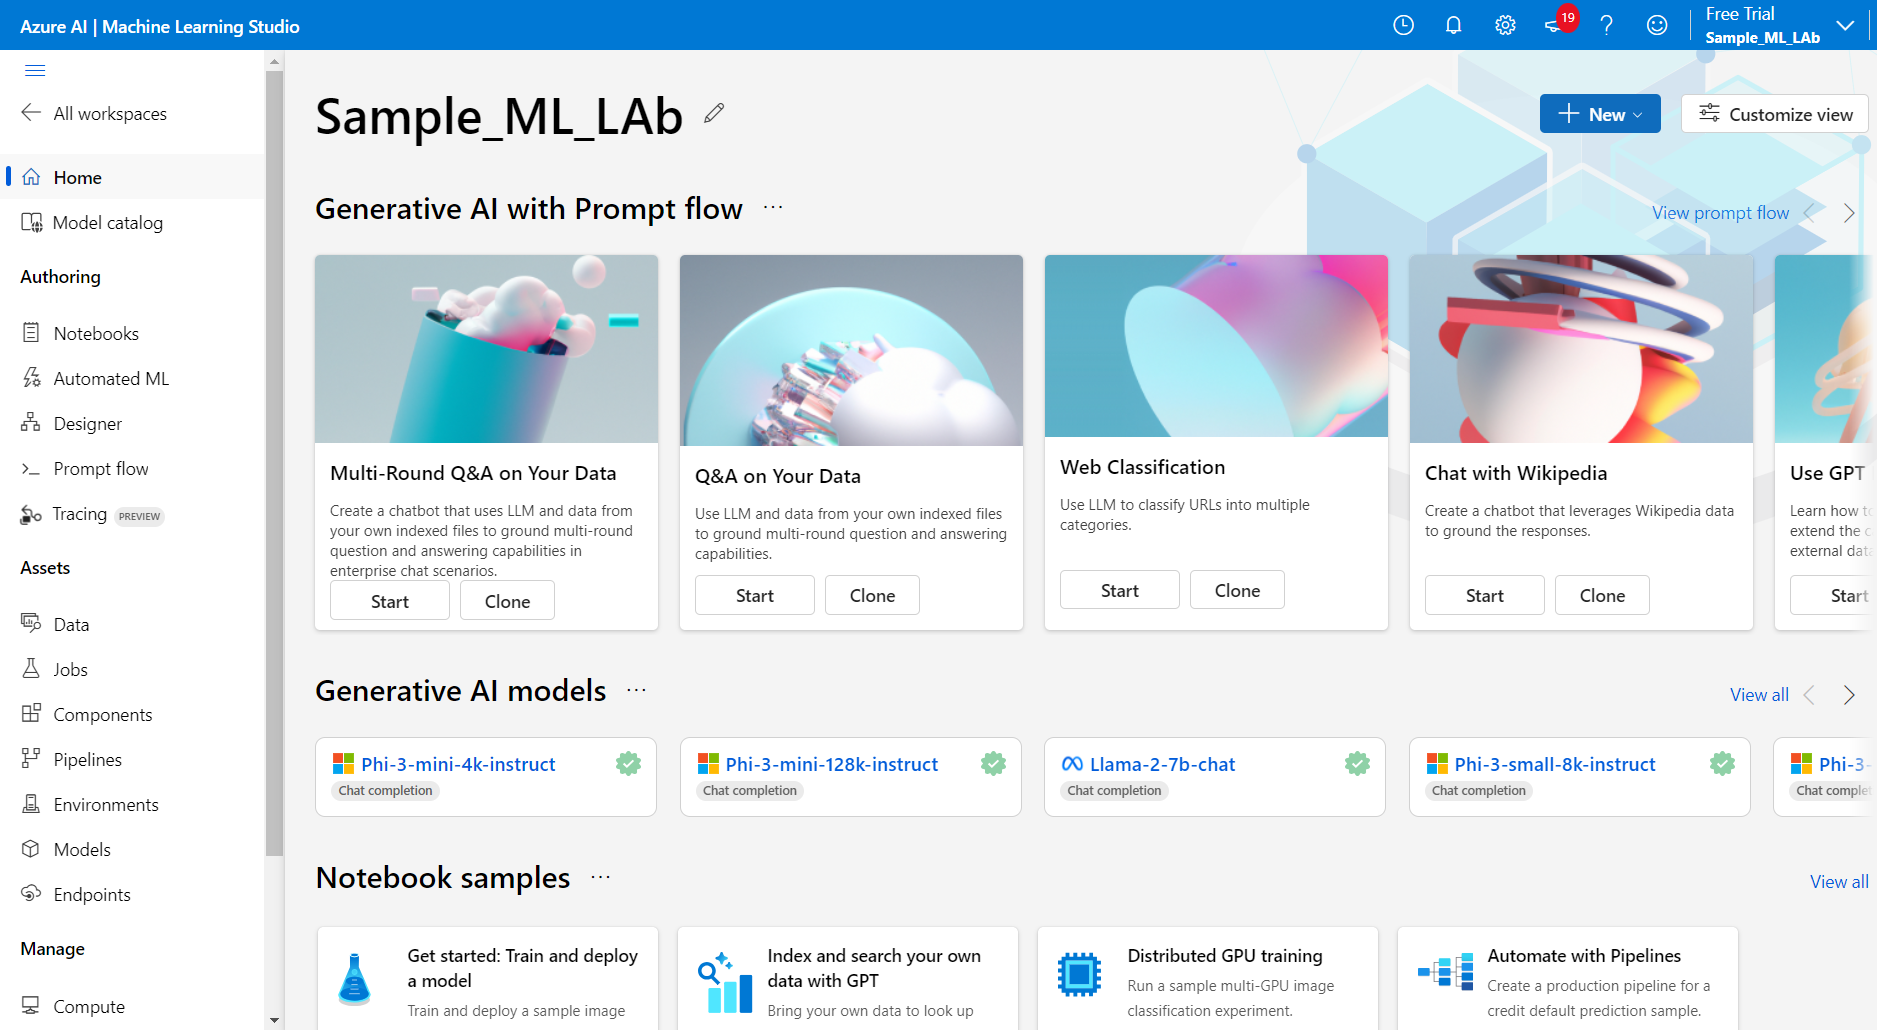 Azure AI | Machine Learning Studio
19
Free Trial
Sample_ML_LAb
All workspaces
Home
Model catalog
Authoring
Notebooks
Automated ML
Designer
Prompt flow
Tracing PREVIEW
Assets
Data
Jobs
Components
Pipelines
Environments
Models
Endpoints
Manage
Compute
Sample_ML_LAb
New
Customize view
Generative AI with Prompt flow ...
View prompt flow
Multi-Round Q&A on Your Data
Create a chatbot that uses LLM and data from
your own indexed files to ground multi-round
question and answering capabilities in
enterprise chat scenarios.
Start Clone
Q&A on Your Data
Use LLM and data from your own indexed files
to ground multi-round question and answering
capabilities.
Start Clone
Web Classification
Use LLM to classify URLs into multiple
categories.
Start Clone
Chat with Wikipedia
Create a chatbot that leverages Wikipedia data
to ground the responses.
Start Clone
Use GPT
Learn how to
extend the
external data
Start
Generative AI models ...
View all
Phi-3-mini-4k-instruct
Chat completion
Phi-3-mini-128k-instruct
Chat completion
Llama-2-7b-chat
Chat completion
Phi-3-small-8k-instruct
Chat completion
Phi-3-
Chat complet
Notebook samples ...
View all
Get started: Train and deploy
a model
Train and deploy a sample image
Index and search your own
data with GPT
Bring your own data to look up
Distributed GPU training
Run a sample multi-GPU image
classification experiment.
Automate with Pipelines
Create a production pipeline for a
credit default prediction sample.